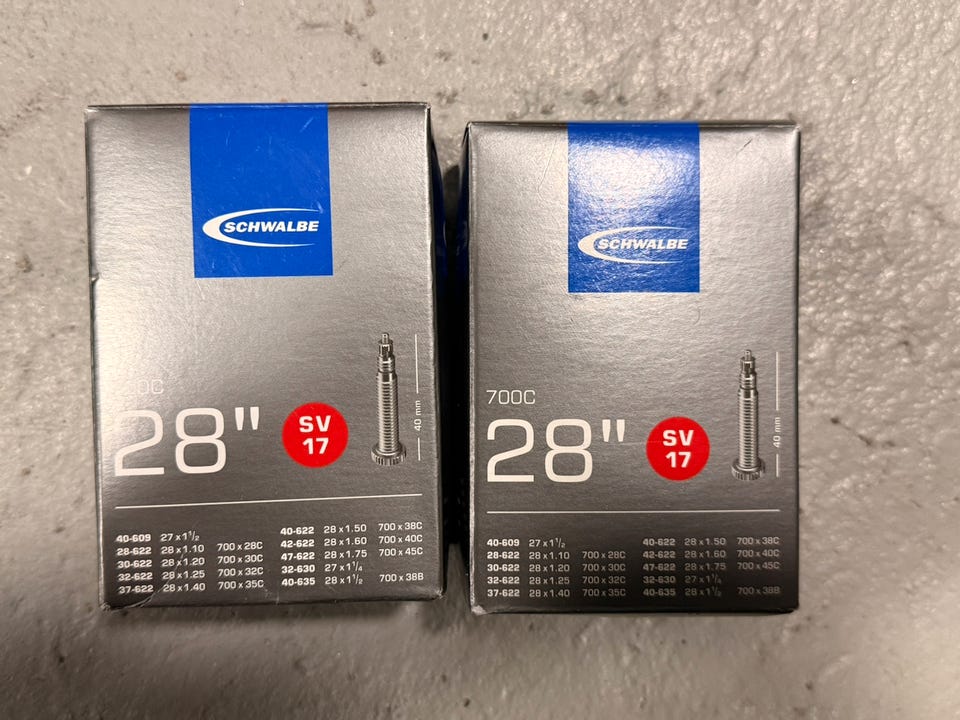 SCHWALBE
0C
28"
SV
17
40 mm
40-609 27 x 1 1/2
28-622 28 x 1.10 700 x 28C
30-622 28 x 1.20 700 x 30C
32-622 28 x 1.25 700 x 32C
37-622 28 x 1.40 700 x 35C
40-622 28 x 1.50 700 x 38C
42-622 28 x 1.60 700 x 40C
47-622 28 x 1.75 700 x 45C
32-630 27 x 1 1/4
40-635 28 x 1 1/2 700 x 38B
SCHWALBE
700C
28"
SV
17
40 mm
40-609 27 x 1 1/2
28-622 28 x 1.10 700 x 28C
30-622 28 x 1.20 700 x 30C
32-622 28 x 1.25 700 x 32C
37-622 28 x 1.40 700 x 35C
40-622 28 x 1.50 700 x 38C
42-622 28 x 1.60 700 x 40C
47-622 28 x 1.75 700 x 45C
32-630 27 x 1 1/4
40-635 28 x 1 1/2 700 x 38B